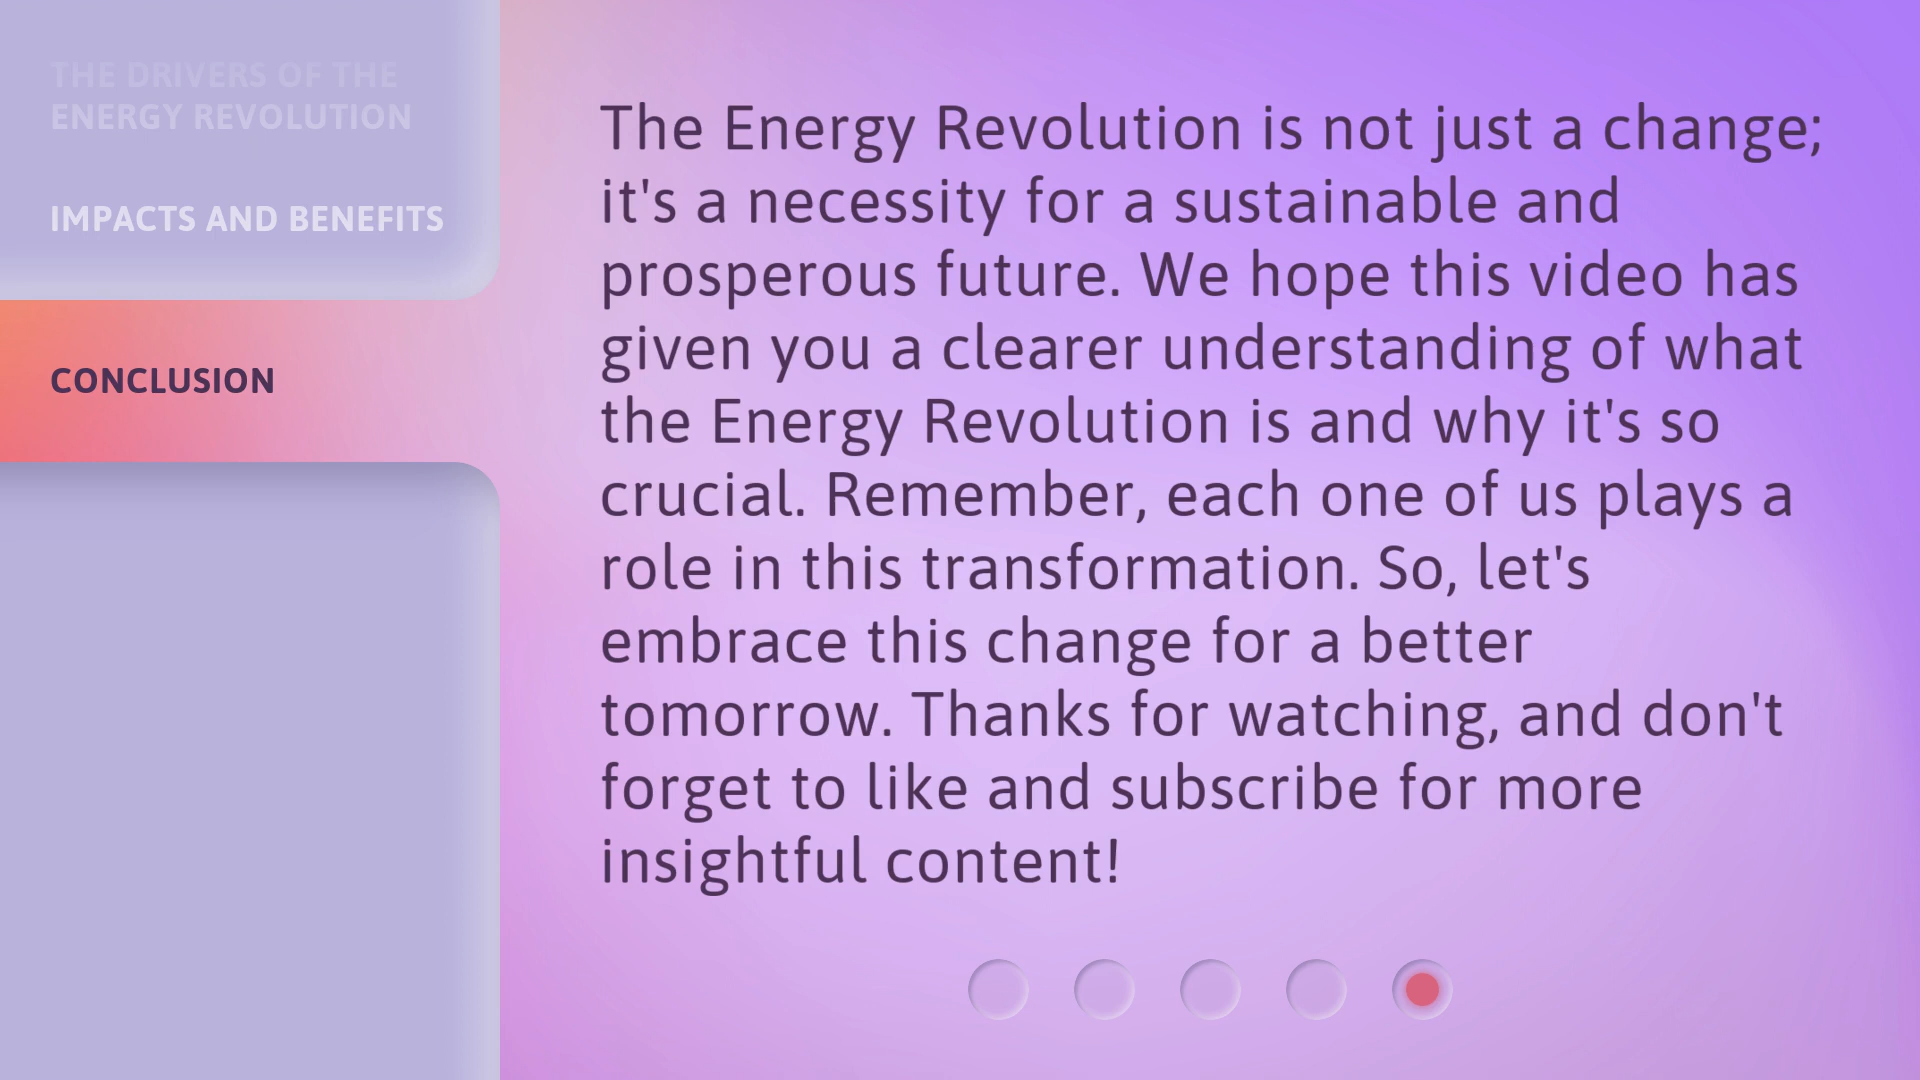 THE DRIVERS OF THE
ENERGY REVOLUTION
IMPACTS AND BENEFITS
CONCLUSION
The Energy Revolution is not just a change;
it's a necessity for a sustainable and
prosperous future. We hope this video has
given you a clearer understanding of what
the Energy Revolution is and why it's so
crucial. Remember, each one of us plays a
role in this transformation. So, let's
embrace this change for a better
tomorrow. Thanks for watching, and don't
forget to like and subscribe for more
insightful content!